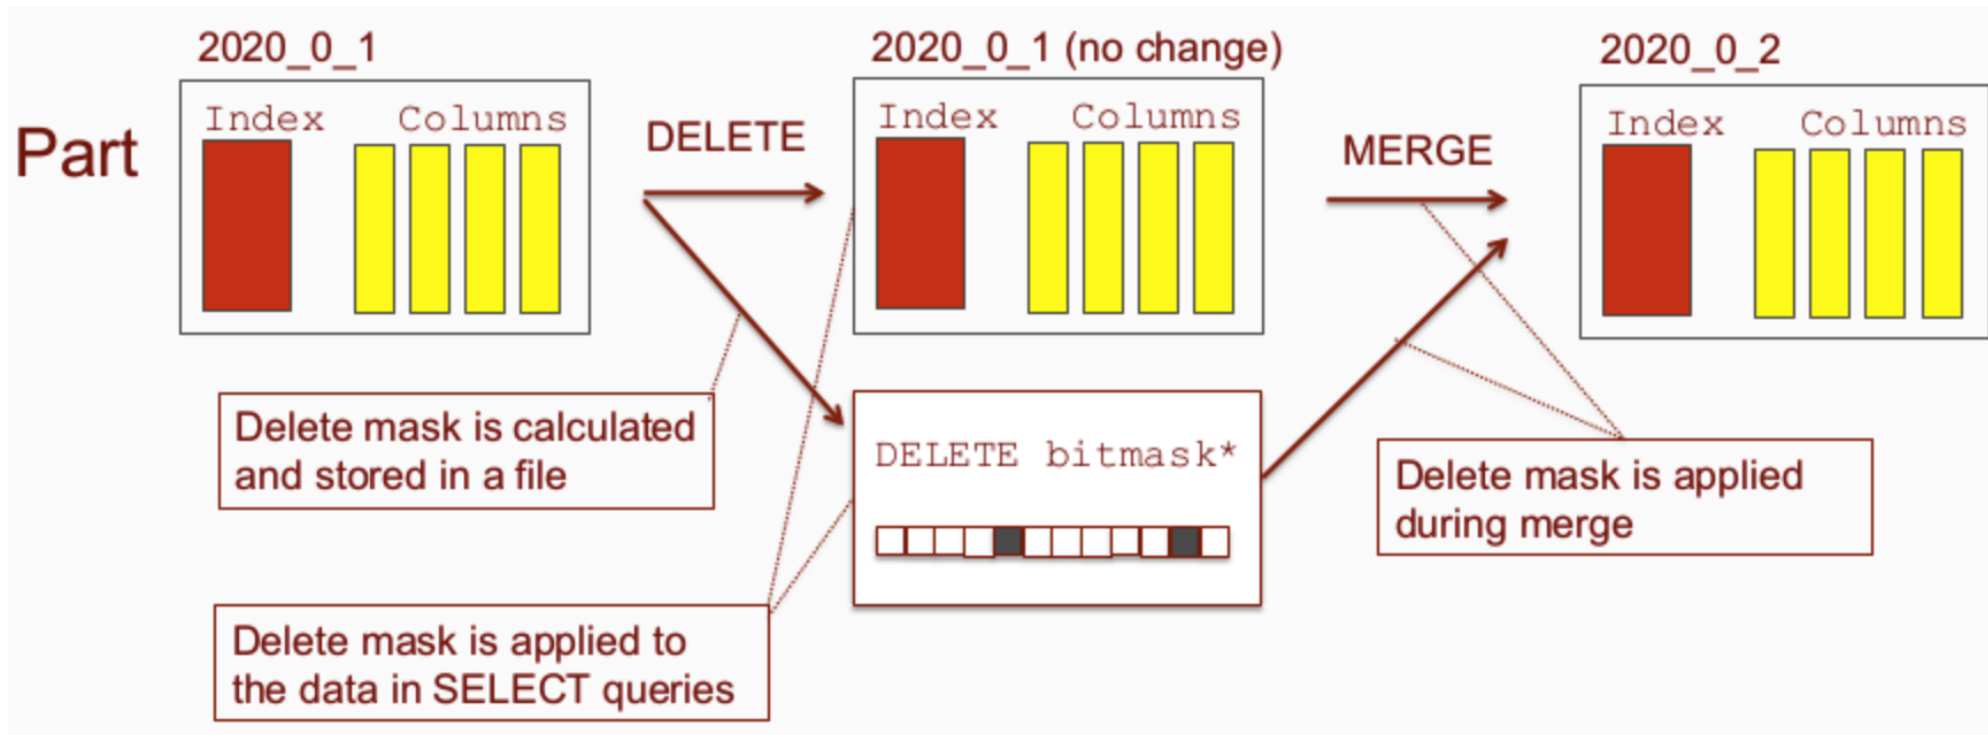 2020_0_1
2020_0_1 (no change)
2020_0_2
Part
Index Columns
DELETE
Index Columns
MERGE
Index Columns
Delete mask is calculated
and stored in a file
DELETE bitmask*
Delete mask is applied
during merge
Delete mask is applied to
the data in SELECT queries